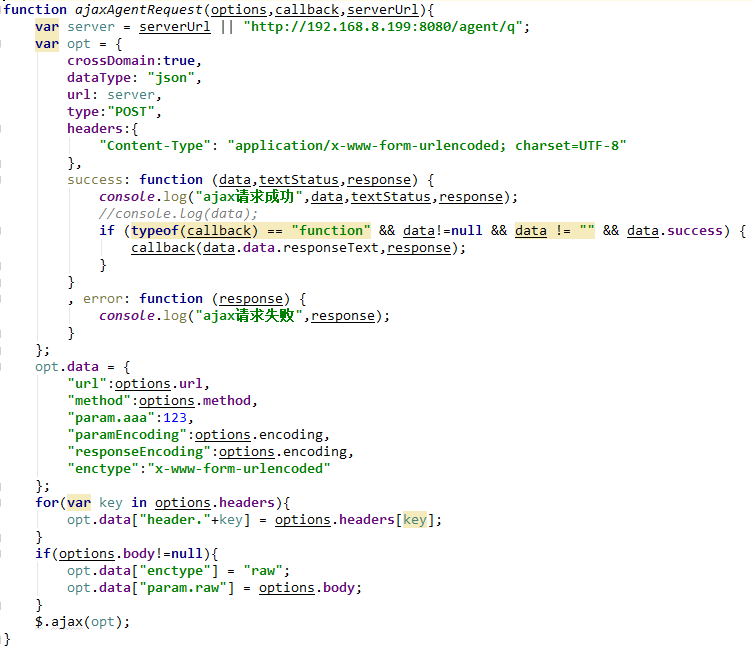 function ajaxAgentRequest(options,callback,serverUrl){
    var server = serverUrl || "http://192.168.8.199:8080/agent/q";
    var opt = {
        crossDomain:true,
        dataType: "json",
        url: server,
        type:"POST",
        headers:{
            "Content-Type": "application/x-www-form-urlencoded; charset=UTF-8"
        },
        success: function (data,textStatus,response) {
            console.log("ajax请求成功",data,textStatus,response);
            //console.log(data);
            if (typeof(callback) == "function" && data!=null && data != "" && data.success) {
                callback(data.data.responseText,response);
            }
        }
        , error: function (response) {
            console.log("ajax请求失败",response);
        }
    };
    opt.data = {
        "url":options.url,
        "method":options.method,
        "param.aaa":123,
        "paramEncoding":options.encoding,
        "responseEncoding":options.encoding,
        "enctype":"x-www-form-urlencoded"
    };
    for(var key in options.headers){
        opt.data["header."+key] = options.headers[key];
    }
    if(options.body!=null){
        opt.data["enctype"] = "raw";
        opt.data["param.raw"] = options.body;
    }
    $.ajax(opt);
}